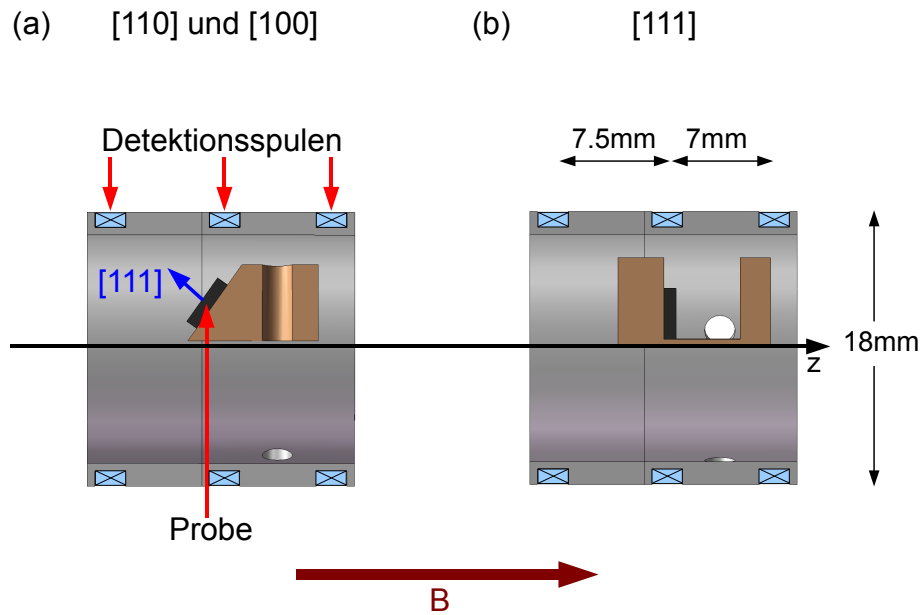 (a) [110] und [100]
(b) [111]
Detektionsspulen
7.5mm 7mm
[111]
18mm
z
Probe
B